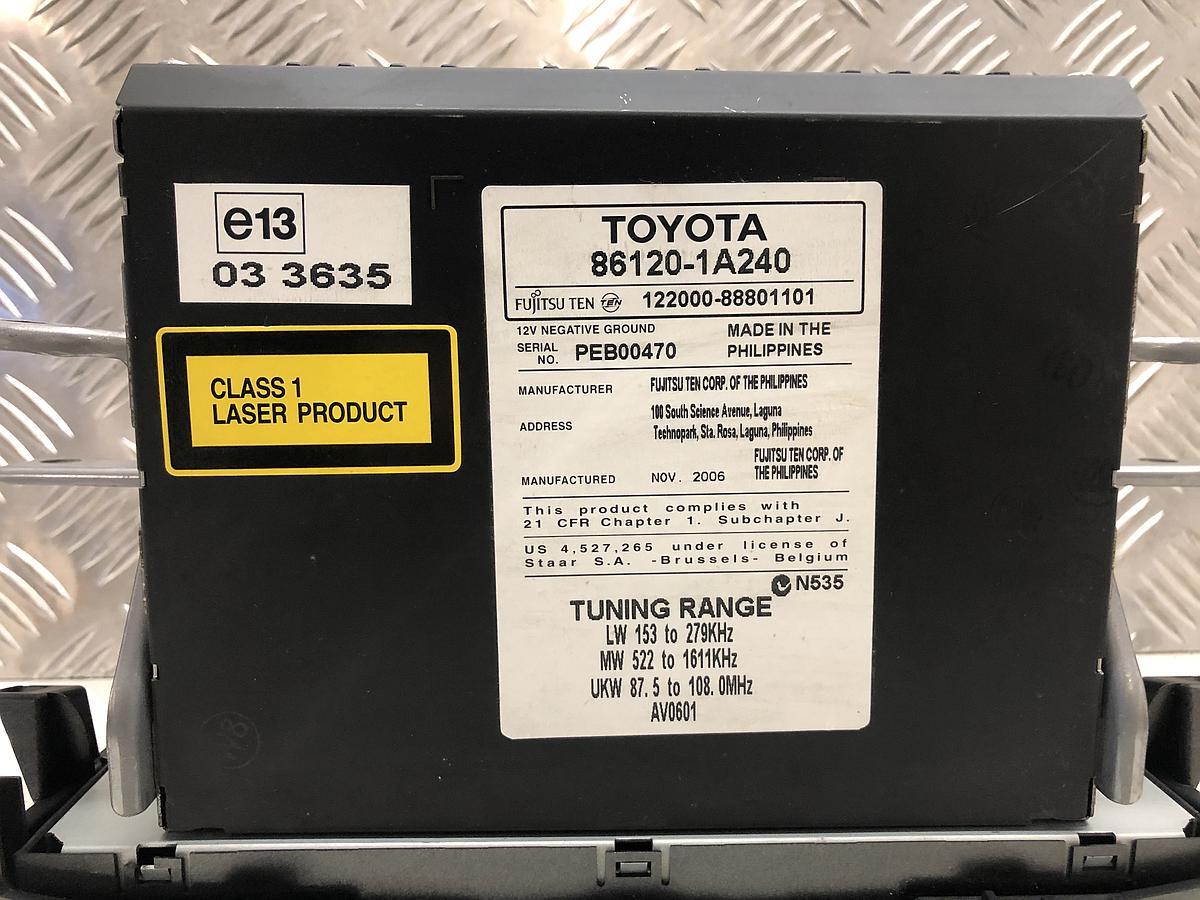 e13
03 3635
CLASS 1
LASER PRODUCT
TOYOTA
86120-1A240
FUJITSU TEN TEN 122000-88801101
12V NEGATIVE GROUND
MADE IN THE
PHILIPPINES
SERIAL
NO. PEB00470
MANUFACTURER FUJITSU TEN CORP. OF THE PHILIPPINES
ADDRESS
100 South Science Avenue, Laguna
Technopark, Sta. Rosa, Laguna, Philippines
MANUFACTURED NOV. 2006
FUJITSU TEN CORP. OF
THE PHILIPPINES
This product complies with
21 CFR Chapter 1. Subchapter J.
US 4,527,265 under license of
Staar S.A. -Brussels- Belgium
N535
TUNING RANGE
LW 153 to 279KHz
MW 522 to 1611KHz
UKW 87.5 to 108.0MHz
AV0601